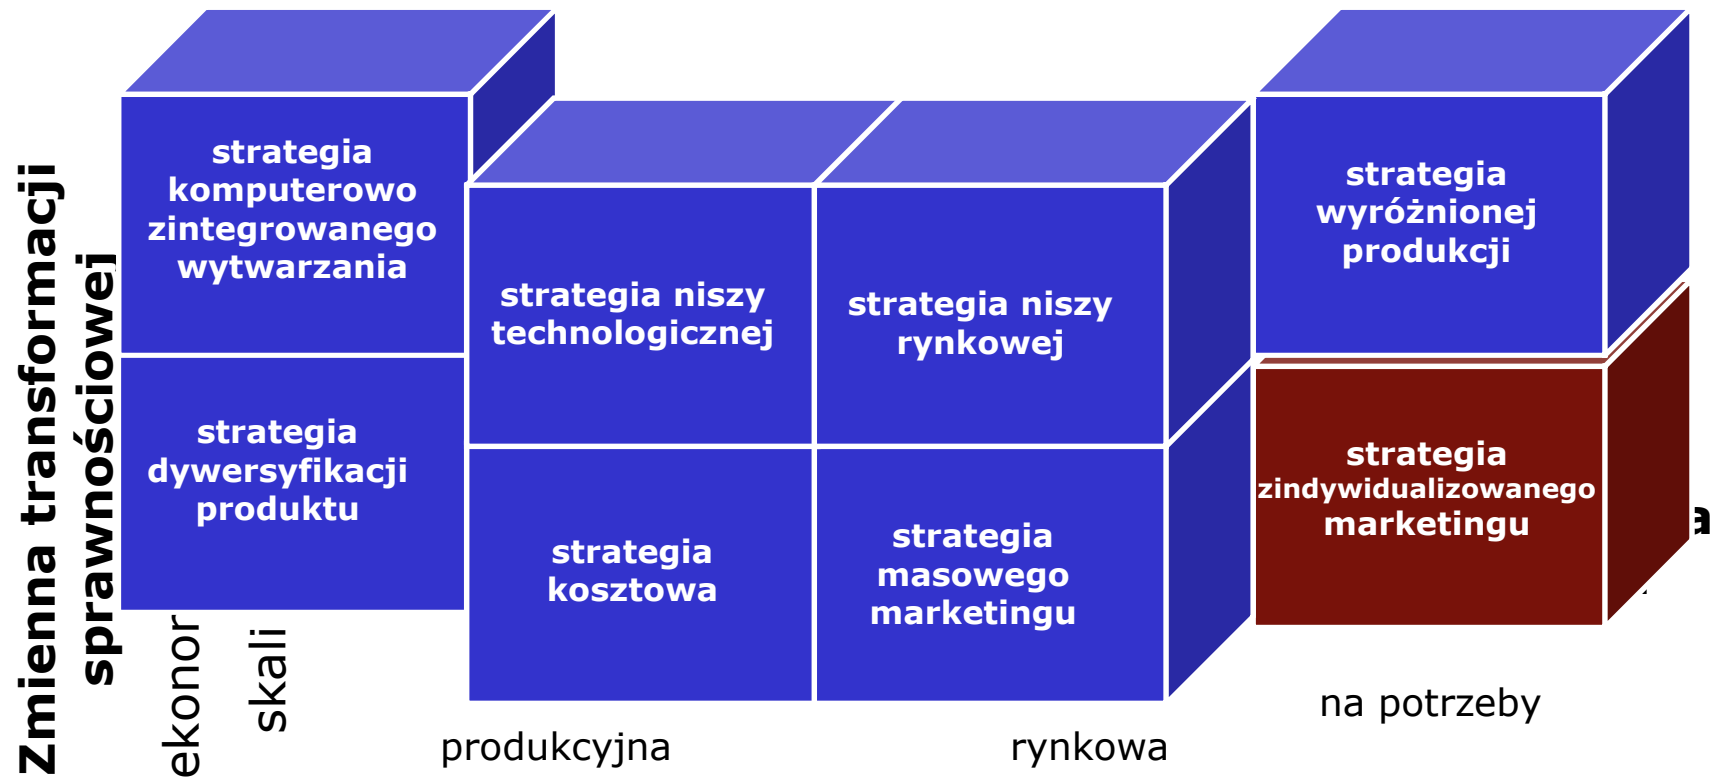 Zmienna transformacji
sprawnościowej
strategia
komputerowo
zintegrowanego
wytwarzania
strategia
dywersyfikacji
produktu
strategia niszy
technologicznej
strategia
kosztowa
strategia niszy
rynkowej
strategia
masowego
marketingu
strategia
wyróżnionej
produkcji
strategia
zindywidualizowanego
marketingu
skali
produkcyjna
rynkowa
na potrzeby